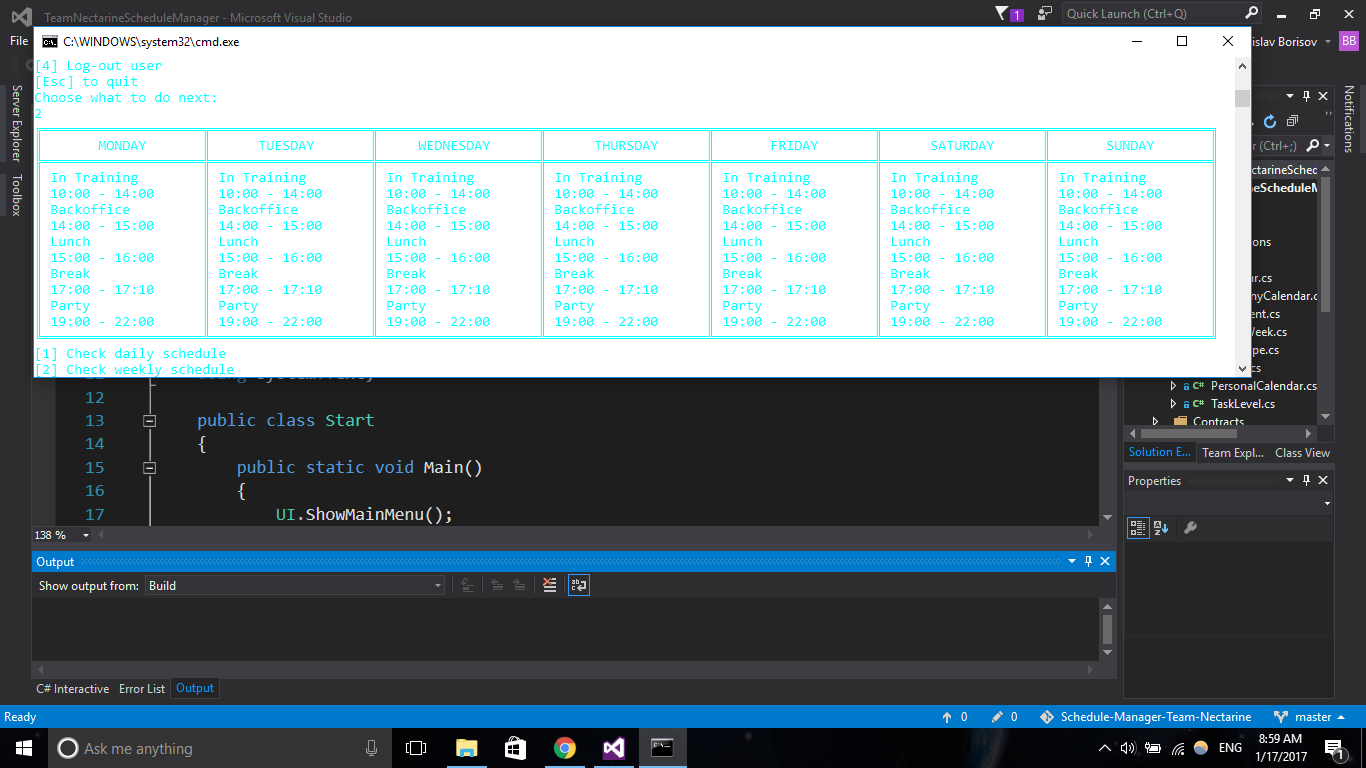 TeamNectarineScheduleManager - Microsoft Visual Studio
1
Quick Launch (Ctrl+Q)
File
C:\WINDOWS\system32\cmd.exe
islav Borisov
BB
[4] Log-out user
[Esc] to quit
Choose what to do next:
2
MONDAY TUESDAY WEDNESDAY THURSDAY FRIDAY SATURDAY SUNDAY
In Training In Training In Training In Training In Training In Training In Training
10:00 - 14:00 10:00 - 14:00 10:00 - 14:00 10:00 - 14:00 10:00 - 14:00 10:00 - 14:00 10:00 - 14:00
Backoffice Backoffice Backoffice Backoffice Backoffice Backoffice Backoffice
14:00 - 15:00 14:00 - 15:00 14:00 - 15:00 14:00 - 15:00 14:00 - 15:00 14:00 - 15:00 14:00 - 15:00
Lunch Lunch Lunch Lunch Lunch Lunch Lunch
15:00 - 16:00 15:00 - 16:00 15:00 - 16:00 15:00 - 16:00 15:00 - 16:00 15:00 - 16:00 15:00 - 16:00
Break Break Break Break Break Break Break
17:00 - 17:10 17:00 - 17:10 17:00 - 17:10 17:00 - 17:10 17:00 - 17:10 17:00 - 17:10 17:00 - 17:10
Party Party Party Party Party Party Party
19:00 - 22:00 19:00 - 22:00 19:00 - 22:00 19:00 - 22:00 19:00 - 22:00 19:00 - 22:00 19:00 - 22:00
[1] Check daily schedule
[2] Check weekly schedule
Server Explorer
Toolbox
Notifications
(Ctrl+;)
ectarineSched
neScheduleM
ons
ar.cs
nyCalendar.c
ent.cs
Week.cs
pe.cs
cs
C# PersonalCalendar.cs
C# TaskLevel.cs
Contracts
Solution E... Team Expl... Class View
Properties
12
13 public class Start
14 {
15 public static void Main()
16 {
17 UI.ShowMainMenu();
138 %
Output
Show output from: Build
C# Interactive Error List Output
Ready
0 0 Schedule-Manager-Team-Nectarine master
Ask me anything
ENG
8:59 AM
1/17/2017
1